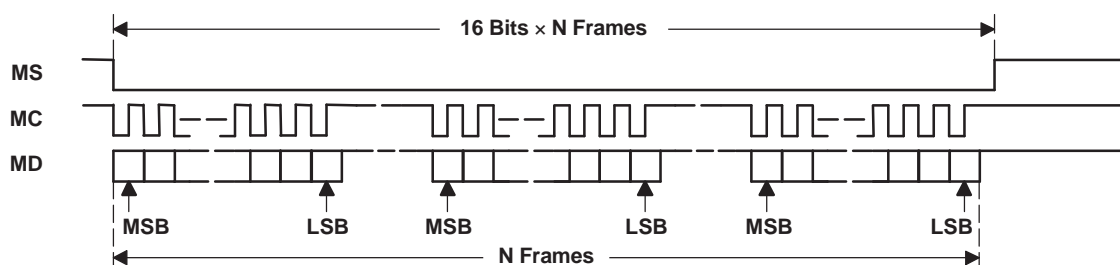 16 Bits × N Frames
MS
MC
MD
MSB LSB MSB LSB MSB LSB
N Frames